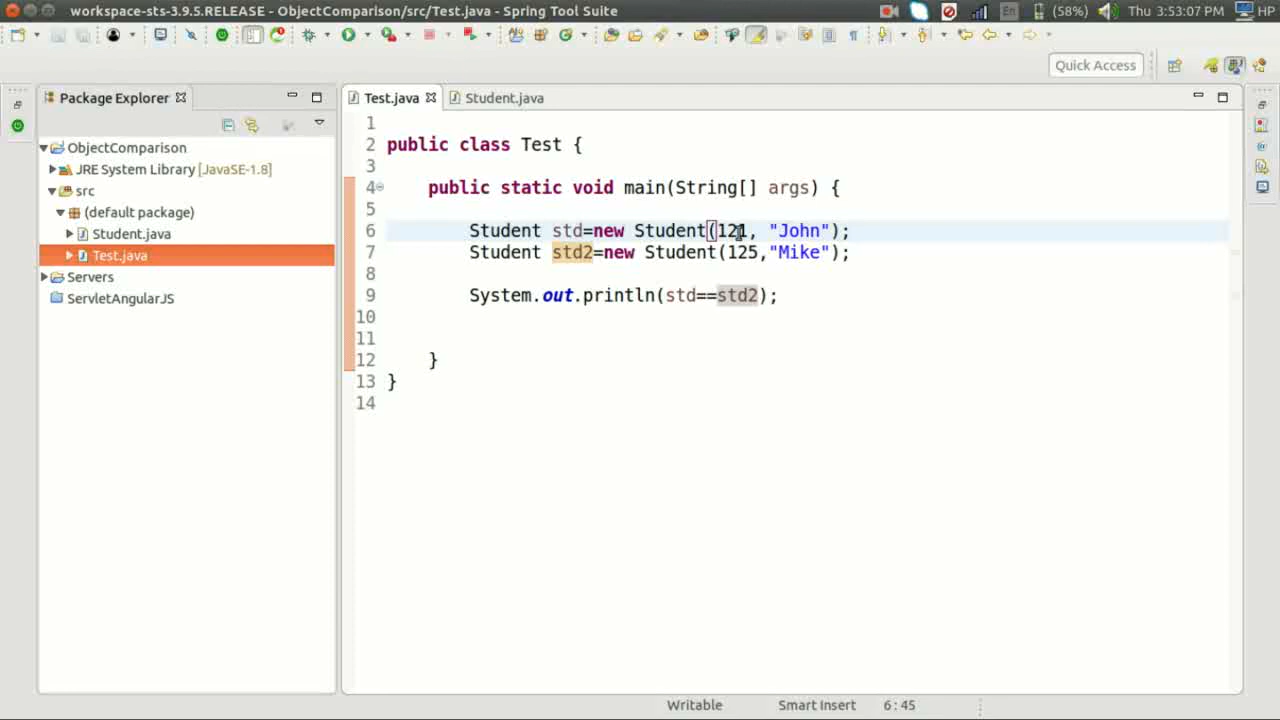 workspace-sts-3.9.5.RELEASE - ObjectComparison/src/Test.java - Spring Tool Suite
En (58%) Thu 3:53:07 PM HP
Quick Access
Package Explorer
ObjectComparison
JRE System Library [JavaSE-1.8]
src
(default package)
Student.java
Test.java
Servers
ServletAngularJS
Test.java Student.java
1
2 public class Test {
3
4 public static void main(String[] args) {
5
6 Student std=new Student(121, "John");
7 Student std2=new Student(125,"Mike");
8
9 System.out.println(std==std2);
10
11
12 }
13 }
14
Writable Smart Insert 6 : 45